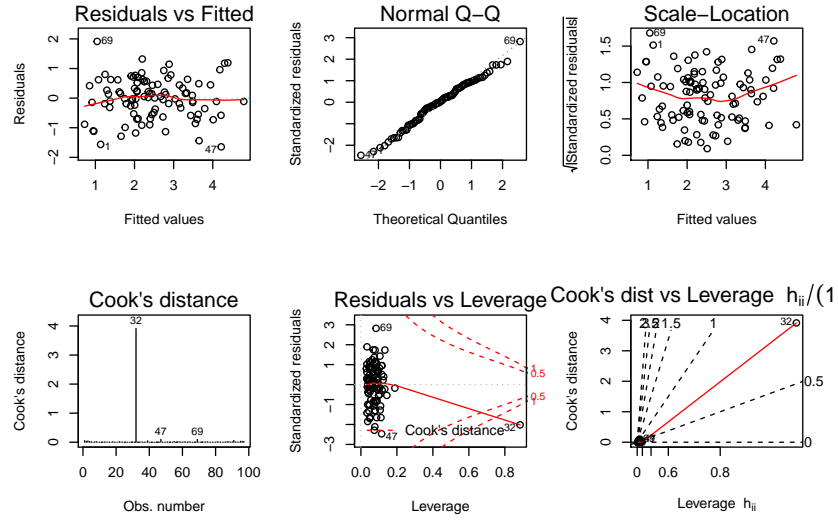 Residuals vs Fitted
Residuals
2
1
0
−1
−2
69
1
47
1 2 3 4
Fitted values
Normal Q−Q
Standardized residuals
3
2
1
0
−2
69
47
1
−2 −1 0 1 2
Theoretical Quantiles
Scale−Location
√|Standardized residuals|
1.5
1.0
0.5
0.0
69
1
47
1 2 3 4
Fitted values
Cook's distance
Cook's distance
4
3
2
1
0
32
47
69
0 20 40 60 80 100
Obs. number
Residuals vs Leverage
Standardized residuals
3
2
1
0
−1
−3
69
47
32
Cook's distance
1
0.5
0.5
1
0.0 0.2 0.4 0.6 0.8
Leverage
Cook's dist vs Leverage hii/(1
Cook's distance
4
3
2
1
0
2 1.5 1
32
0.5
0
0 0.4 0.6 0.8
Leverage hii